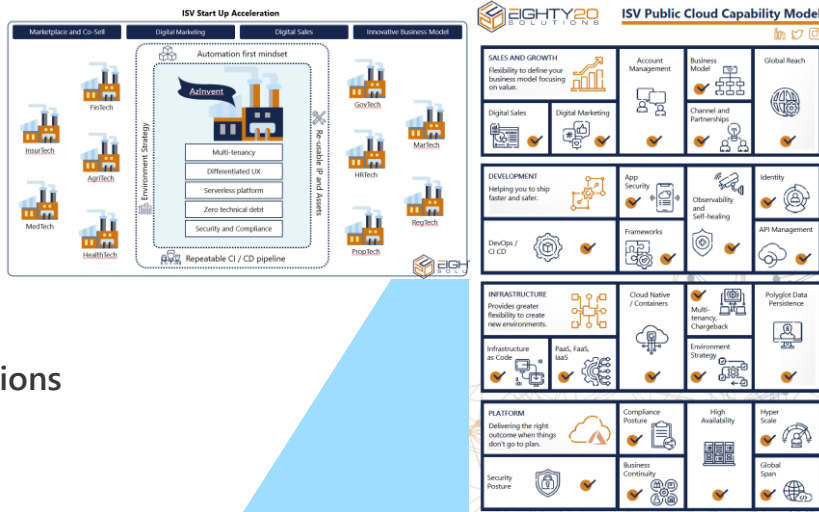 ISV Start Up Acceleration
Marketplace and Co-Sell
Digital Marketing
Digital Sales
Innovative Business Model
Automation first mindset
AzInvent
Multi-tenancy
Differentiated UX
Serverless platform
Zero technical debt
Security and Compliance
Environment Strategy
Re-usable IP and Assets
Repeatable CI / CD pipeline
FinTech
InsurTech
AgriTech
MedTech
HealthTech
GovTech
MarTech
HRTech
RegTech
PropTech
EIGHTY20
SOLUTIONS
ISV Public Cloud Capability Model
SALES AND GROWTH
Flexibility to define your
business model focusing
on value.
Account
Management
Business
Model
Global Reach
Digital Sales
Digital Marketing
Channel and
Partnerships
DEVELOPMENT
Helping you to ship
faster and safer.
App
Security
Observability
and
Self-healing
Identity
DevOps /
CI CD
Frameworks
API Management
INFRASTRUCTURE
Provides greater
flexibility to create
new environments.
Cloud Native
/ Containers
Multi-
tenancy,
Chargeback
Polyglot Data
Persistence
Infrastructure
as Code
PaaS, FaaS,
IaaS
Environment
Strategy
PLATFORM
Delivering the right
outcome when things
don't go to plan.
Compliance
Posture
High
Availability
Hyper
Scale
Security
Posture
Business
Continuity
Global
Span
ions